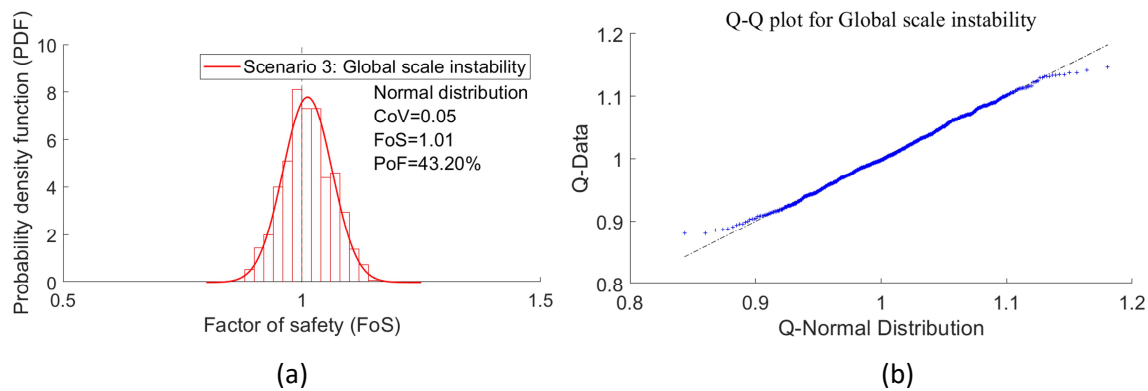 Probability density function (PDF)
10
8
6
4
2
0
0.5
1
1.5
Factor of safety (FoS)
Scenario 3: Global scale instability
Normal distribution
CoV=0.05
FoS=1.01
PoF=43.20%
(a)
Q-Q plot for Global scale instability
Q-Data
1.2
1.1
1
0.9
0.8
0.8
0.9
1
1.1
1.2
Q-Normal Distribution
(b)